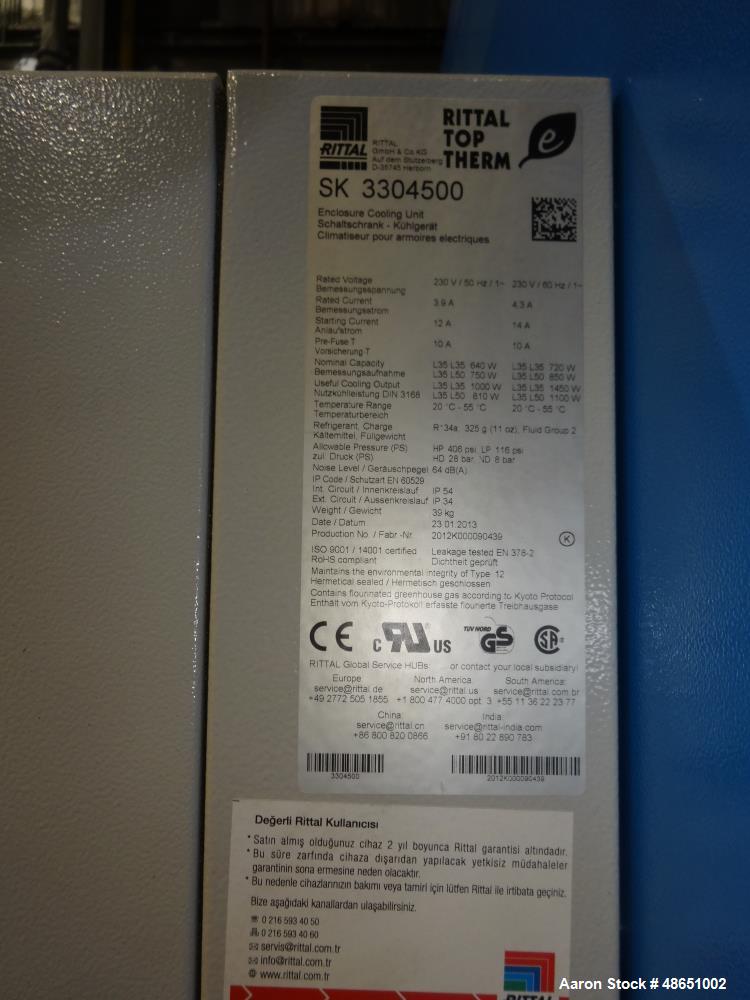 RITTAL
RITTAL
GmbH & Co.KG
Auf dem Stützelberg
D-35745 Herborn
RITTAL
TOP
THERM
e
SK 3304500
Enclosure Cooling Unit
Schaltschrank - Kühlgerät
Climatiseur pour armoires electriques
Rated Voltage 230 V / 50 Hz / 1~ 230 V / 60 Hz / 1~
Bemessungsspannung
Rated Current 3.9 A 4.3 A
Bemessungsstrom
Starting Current 12 A 14 A
Anlaufstrom
Pre-Fuse T 10 A 10 A
Vorsicherung T
Nominal Capacity L35 L35 640 W L35 L35 720 W
Bemessungsaufnahme L35 L50 750 W L35 L50 850 W
Useful Cooling Output L35 L35 1000 W L35 L35 1450 W
Nutzkühlleistung DIN 3168 L35 L50 810 W L35 L50 1100 W
Temperature Range 20 °C - 55 °C 20 °C - 55 °C
Temperaturbereich
Refrigerant, Charge R134a, 325 g (11 oz), Fluid Group 2
Kältemittel, Füllgewicht
Allowable Pressure (PS) HP 406 psi, LP 116 psi
zul. Druck (PS) HD 28 bar, ND 8 bar
Noise Level / Geräuschpegel 64 dB(A)
IP Code / Schutzart EN 60529
Int. Circuit / Innenkreislauf IP 54
Ext. Circuit / Aussenkreislauf IP 34
Weight / Gewicht 39 kg
Date / Datum 23.01.2013
Production No. / Fabr.-Nr. 2012K000090439
K
ISO 9001 / 14001 certified Leakage tested EN 378-2
RoHS compliant Dichtheit geprüft
Maintains the environmental integrity of Type 12
Hermetical sealed / Hermetisch geschlossen
Contains flourinated greenhouse gas according to Kyoto Protocol
Enthält vom Kyoto-Protokoll erfasste flourierte Treibhausgase
CE c RU US TÜV NORD GS SA
RITTAL Global Service HUBs: or contact your local subsidiary!
Europe North America: South America:
service@rittal.de service@rittal.us service@rittal.com.br
+49 2772 505 1855 +1 800 477 4000 opt. 3 +55 11 36 22 23 77
China: India:
service@rittal.cn service@rittal-india.com
+86 800 820 0866 +91 80 22 890 783
3304500 2012K000090439
Değerli Rittal Kullanıcısı
* Satın almış olduğunuz cihaz 2 yıl boyunca Rittal garantisi altındadır.
* Bu süre zarfında cihaza dışarıdan yapılacak yetkisiz müdahaleler
garantinin sona ermesine neden olacaktır.
* Bu nedenle cihazlarınızın bakımı veya tamiri için lütfen Rittal ile irtibata geçiniz.
Bize aşağıdaki kanallardan ulaşabilirsiniz.
0 216 593 40 50
0 216 593 40 60
servis@rittal.com.tr
info@rittal.com.tr
www.rittal.com.tr
RITTAL
Aaron Stock # 48651002